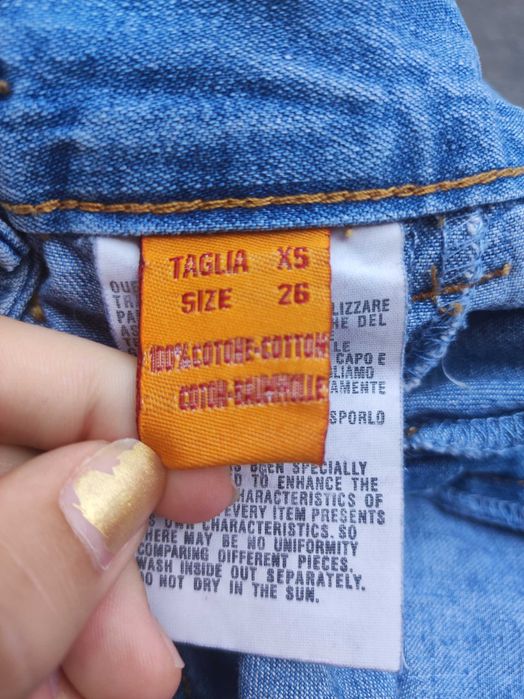 TAGLIA XS
SIZE 26
100% COTONE-COTTON
COTON-BAUMWOLLE
LIZZARE
HE DEL
LE
CAPO E
LIAMO
AMENTE
SPORLO
BEEN SPECIALLY
TO ENHANCE THE
CHARACTERISTICS OF
EVERY ITEM PRESENTS
CHARACTERISTICS. SO
HERE MAY BE NO UNIFORMITY
COMPARING DIFFERENT PIECES.
WASH INSIDE OUT SEPARATELY.
DO NOT DRY IN THE SUN.